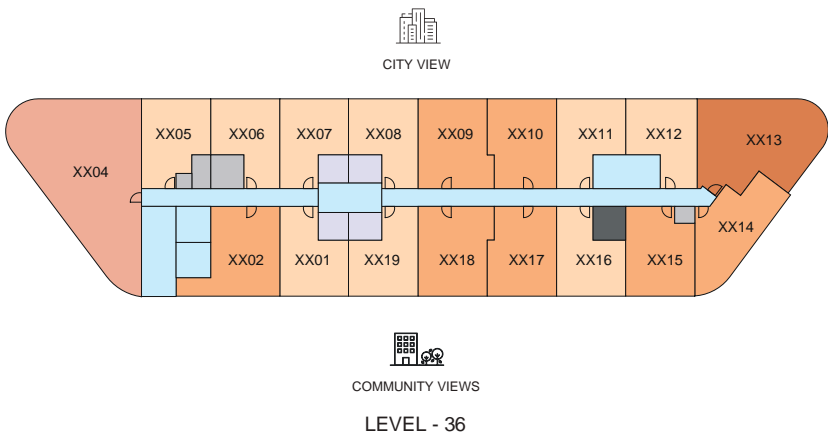 CITY VIEW
XX05 XX06 XX07 XX08 XX09 XX10 XX11 XX12 XX13
XX04
XX14
XX02 XX01 XX19 XX18 XX17 XX16 XX15
COMMUNITY VIEWS
LEVEL - 36